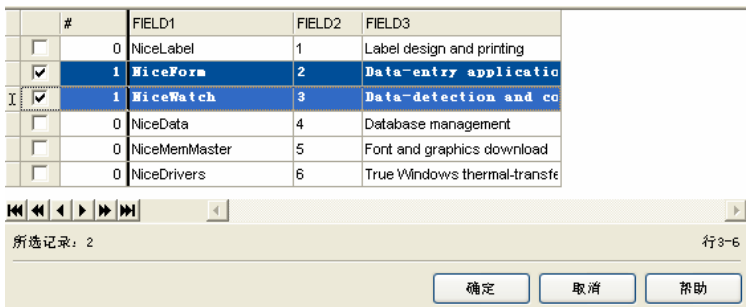 # FIELD1 FIELD2 FIELD3
0 NiceLabel 1 Label design and printing
1 NiceForm 2 Data-entry applicatio
1 NiceWatch 3 Data-detection and co
0 NiceData 4 Database management
0 NiceMemMaster 5 Font and graphics download
0 NiceDrivers 6 True Windows thermal-transfe
所选记录: 2 行3-6
确定 取消 帮助